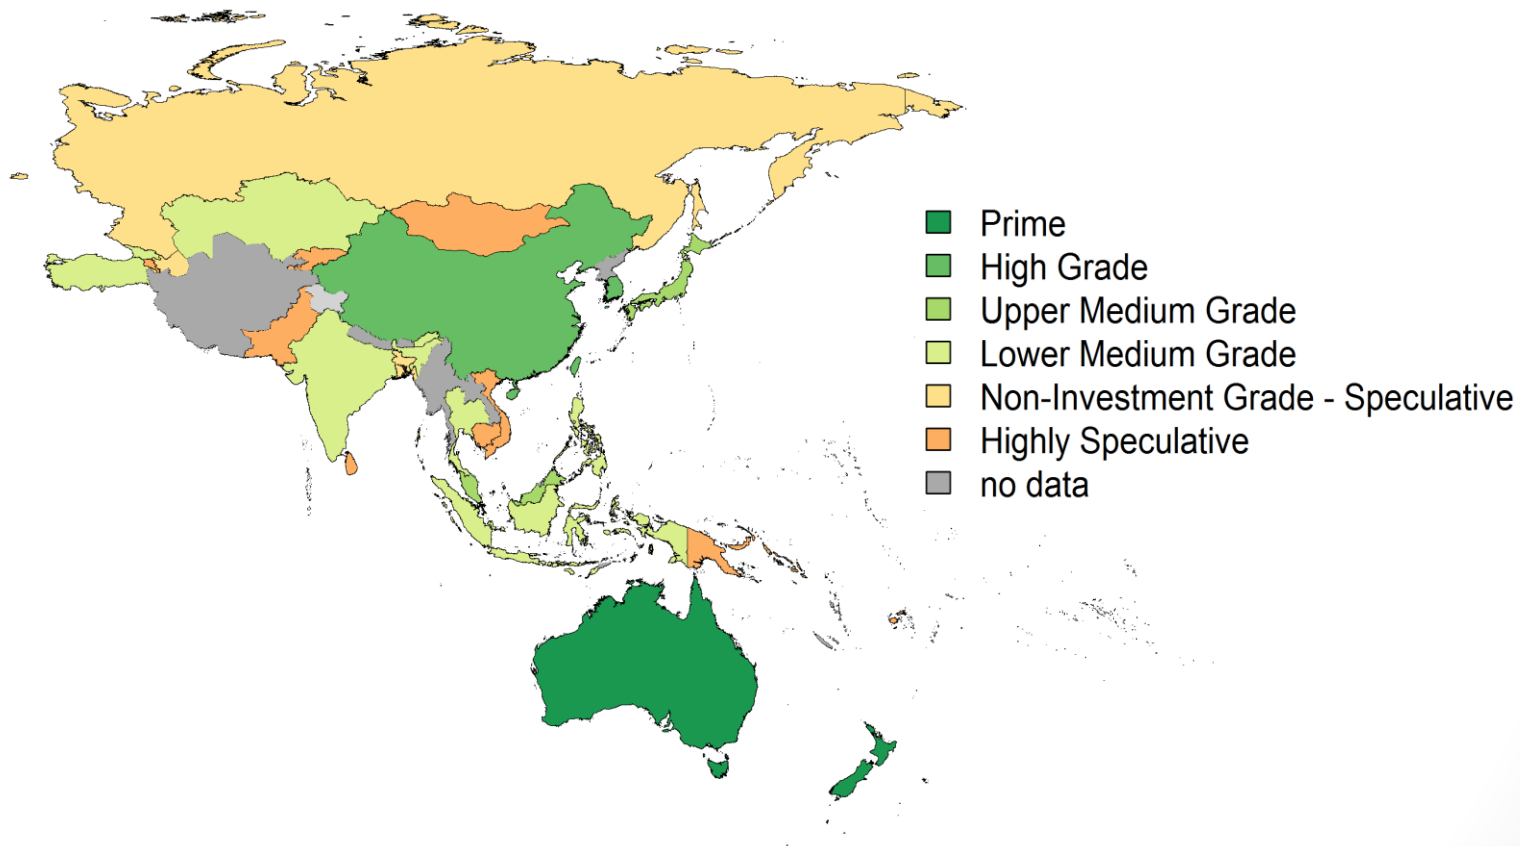 Prime
High Grade
Upper Medium Grade
Lower Medium Grade
Non-Investment Grade - Speculative
Highly Speculative
no data